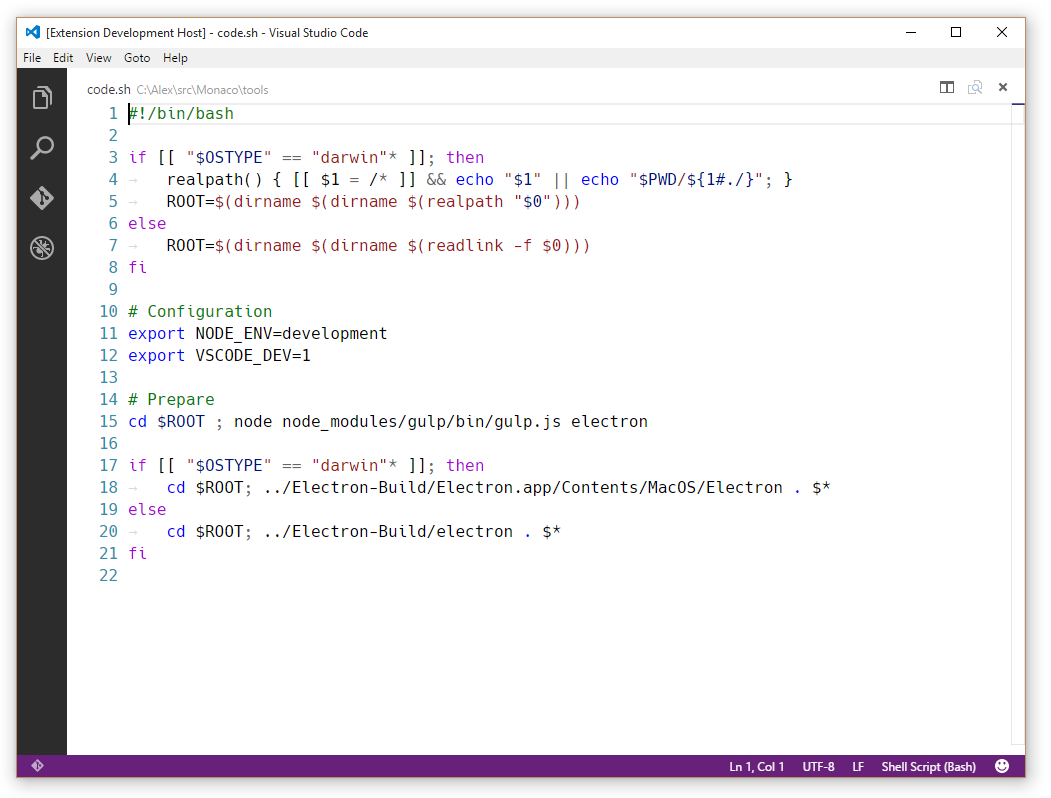 [Extension Development Host] - code.sh - Visual Studio Code
File Edit View Goto Help
code.sh C:\Alex\src\Monaco\tools
1 #!/bin/bash
2
3 if [[ "$OSTYPE" == "darwin"* ]]; then
4 → realpath() { [[ $1 = /* ]] && echo "$1" || echo "$PWD/${1#./}"; }
5 → ROOT=$(dirname $(dirname $(realpath "$0")))
6 else
7 → ROOT=$(dirname $(dirname $(readlink -f $0)))
8 fi
9
10 # Configuration
11 export NODE_ENV=development
12 export VSCODE_DEV=1
13
14 # Prepare
15 cd $ROOT ; node node_modules/gulp/bin/gulp.js electron
16
17 if [[ "$OSTYPE" == "darwin"* ]]; then
18 → cd $ROOT; ../Electron-Build/Electron.app/Contents/MacOS/Electron . $*
19 else
20 → cd $ROOT; ../Electron-Build/electron . $*
21 fi
22
Ln 1, Col 1 UTF-8 LF Shell Script (Bash)